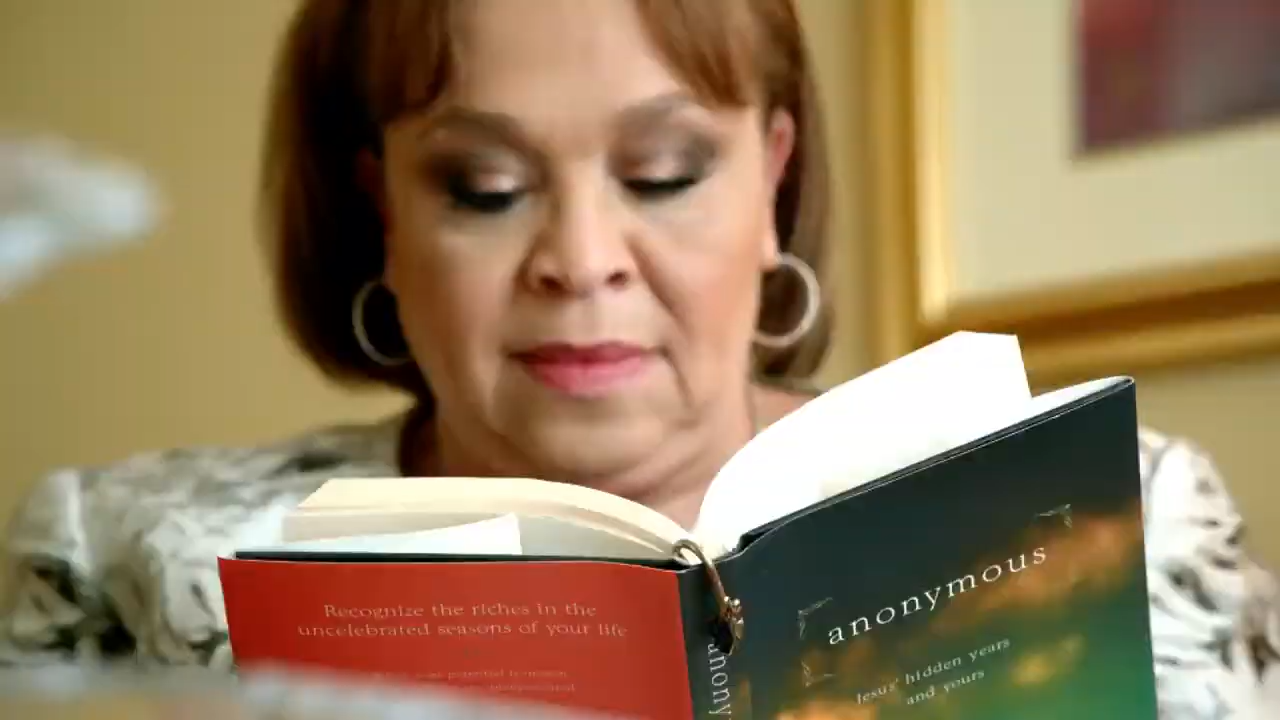 Recognize the riches in the
uncelebrated seasons of your life
anony
anonymous
Jesus' hidden years
and yours